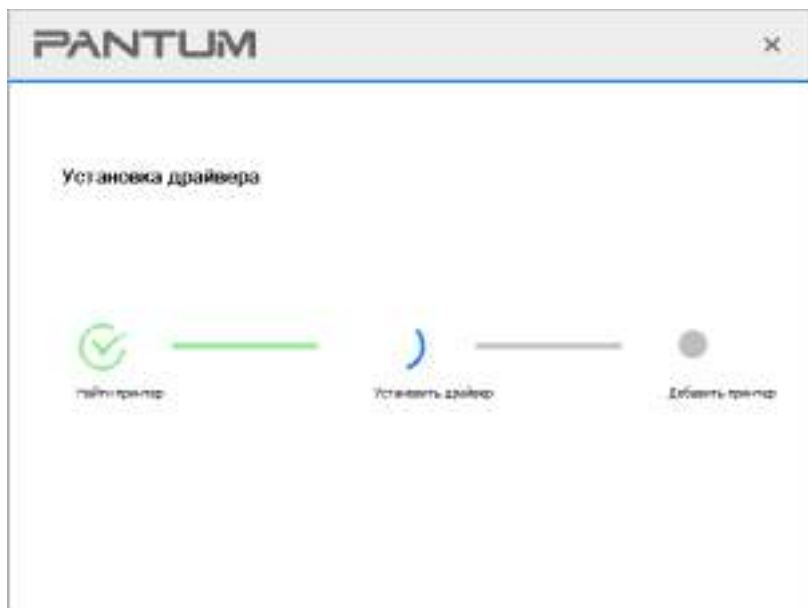 PANTUM
Установка драйвера
Найти принтер
Установить драйвер
Добавить принтер